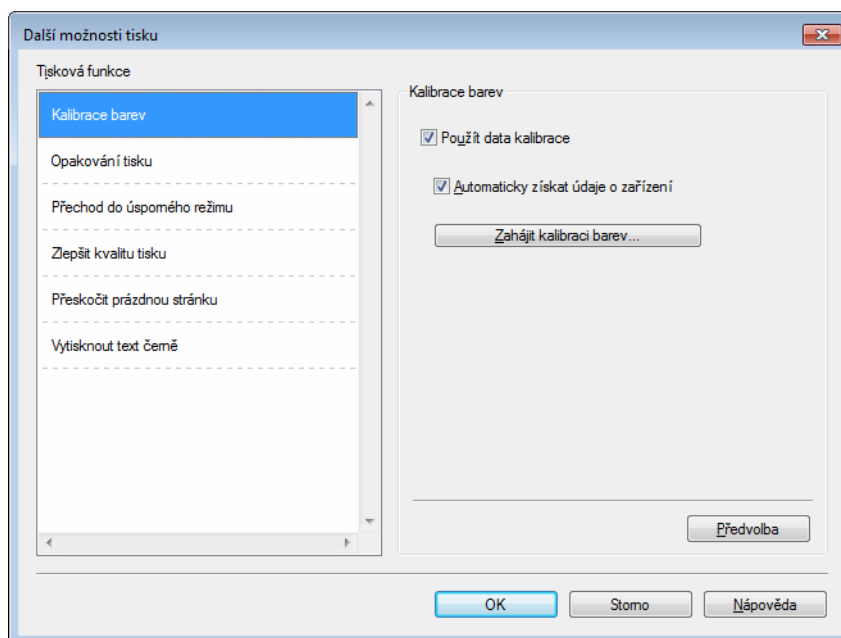 Další možnosti tisku
Tisková funkce
Kalibrace barev
Opakování tisku
Přechod do úsporného režimu
Zlepšit kvalitu tisku
Přeskočit prázdnou stránku
Vytisknout text černě
Kalibrace barev
Použít data kalibrace
Automaticky získat údaje o zařízení
Zahájit kalibraci barev...
Předvolba
OK
Storno
Nápověda